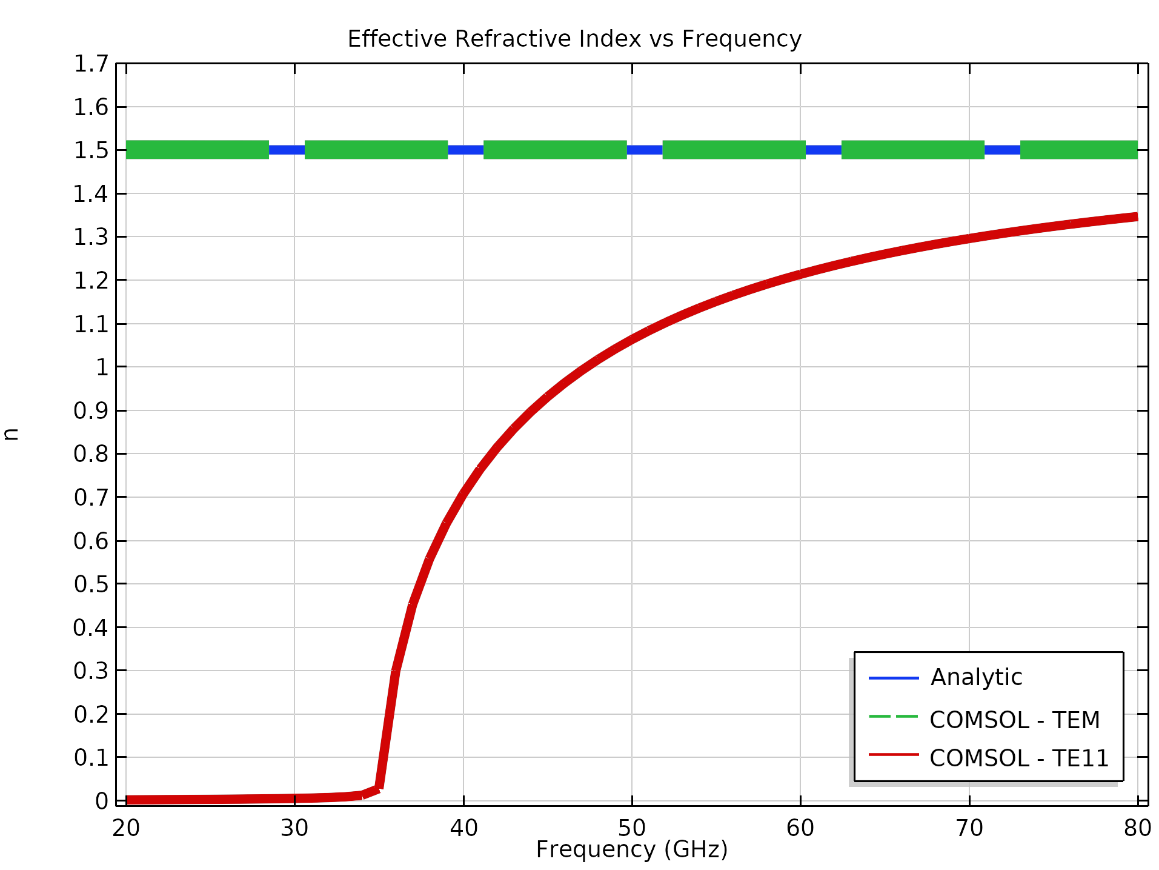 Effective Refractive Index vs Frequency
1.7
1.6
1.5
1.4
1.3
1.2
1.1
1
0.9
0.8
0.7
0.6
0.5
0.4
0.3
0.2
0.1
0
n
Analytic
COMSOL - TEM
COMSOL - TE11
20 30 40 50 60 70 80
Frequency (GHz)